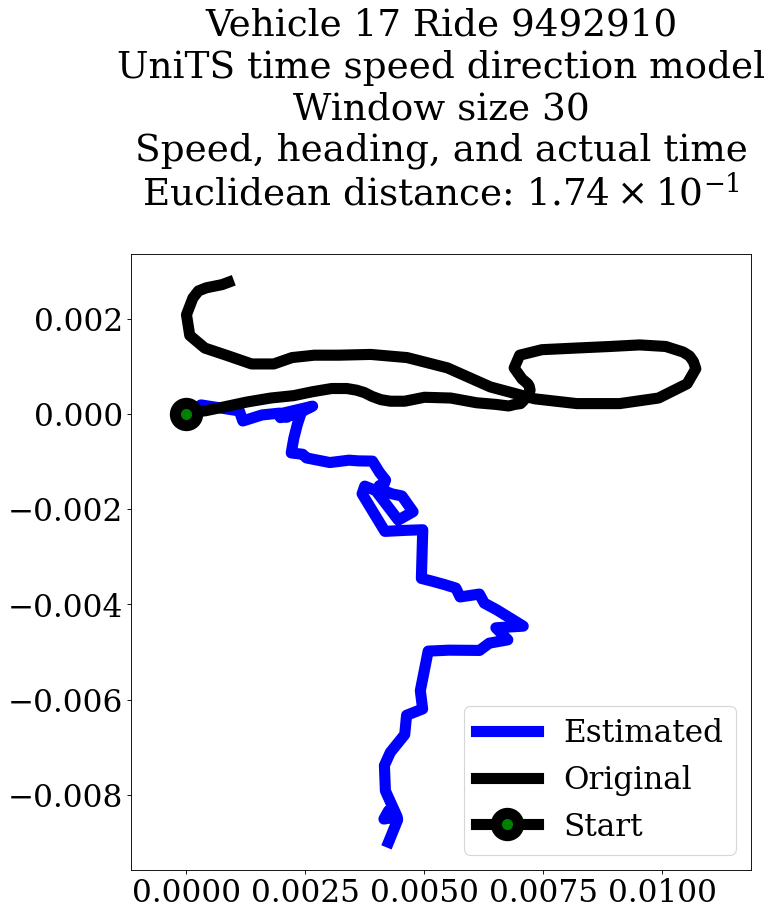 Vehicle 17 Ride 9492910
UniTS time speed direction model
Window size 30
Speed, heading, and actual time
Euclidean distance: 1.74 × 10⁻¹
0.002
0.000
−0.002
−0.004
−0.006
−0.008
Estimated
Original
Start
0.0000 0.0025 0.0050 0.0075 0.0100